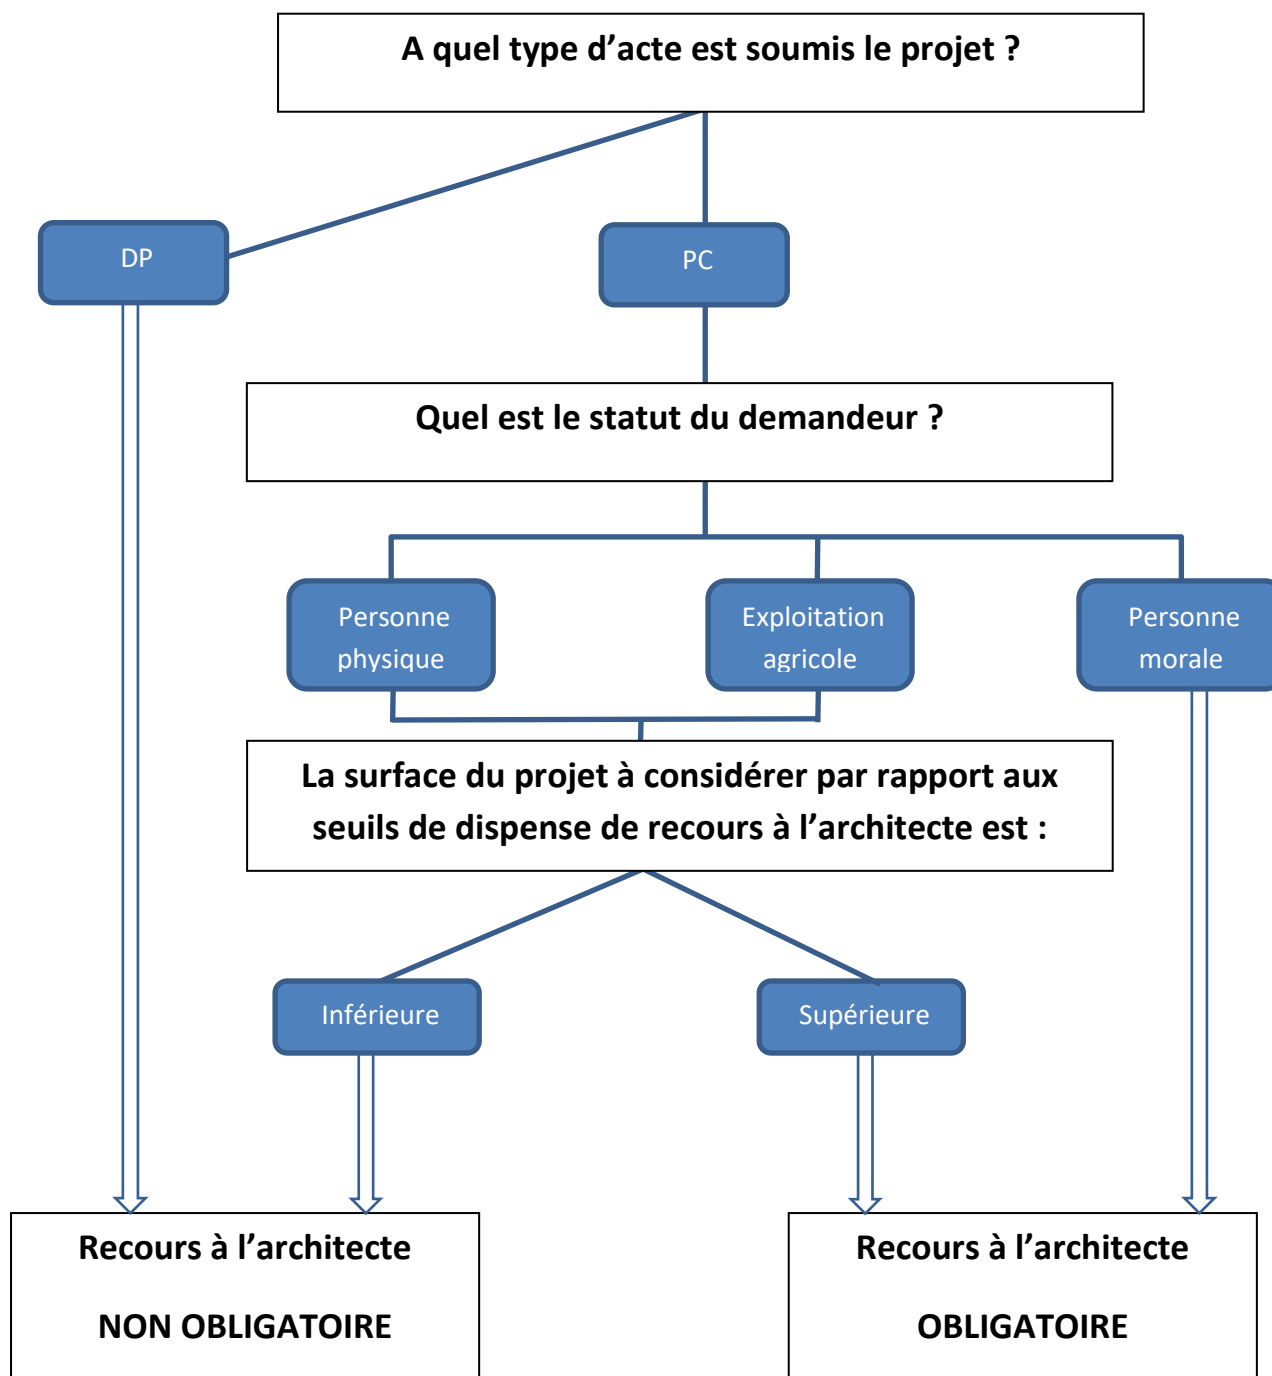 A quel type d’acte est soumis le projet ?
DP
PC
Quel est le statut du demandeur ?
Personne
physique
Exploitation
agricole
Personne
morale
La surface du projet à considérer par rapport aux
seuils de dispense de recours à l’architecte est :
Inférieure
Supérieure
Recours à l’architecte
NON OBLIGATOIRE
Recours à l’architecte
OBLIGATOIRE